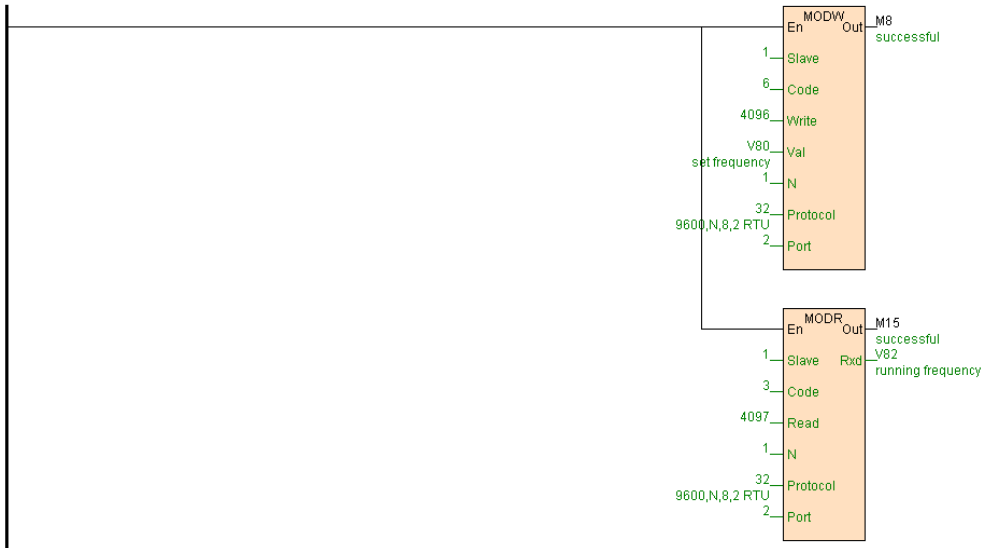 MODW
En Out M8
successful
1 Slave
6 Code
4096 Write
V80 Val
set frequency
1 N
32 Protocol
9600,N,8,2 RTU
2 Port
MODR
En Out M15
successful
1 Slave Rxd V82
running frequency
3 Code
4097 Read
1 N
32 Protocol
9600,N,8,2 RTU
2 Port